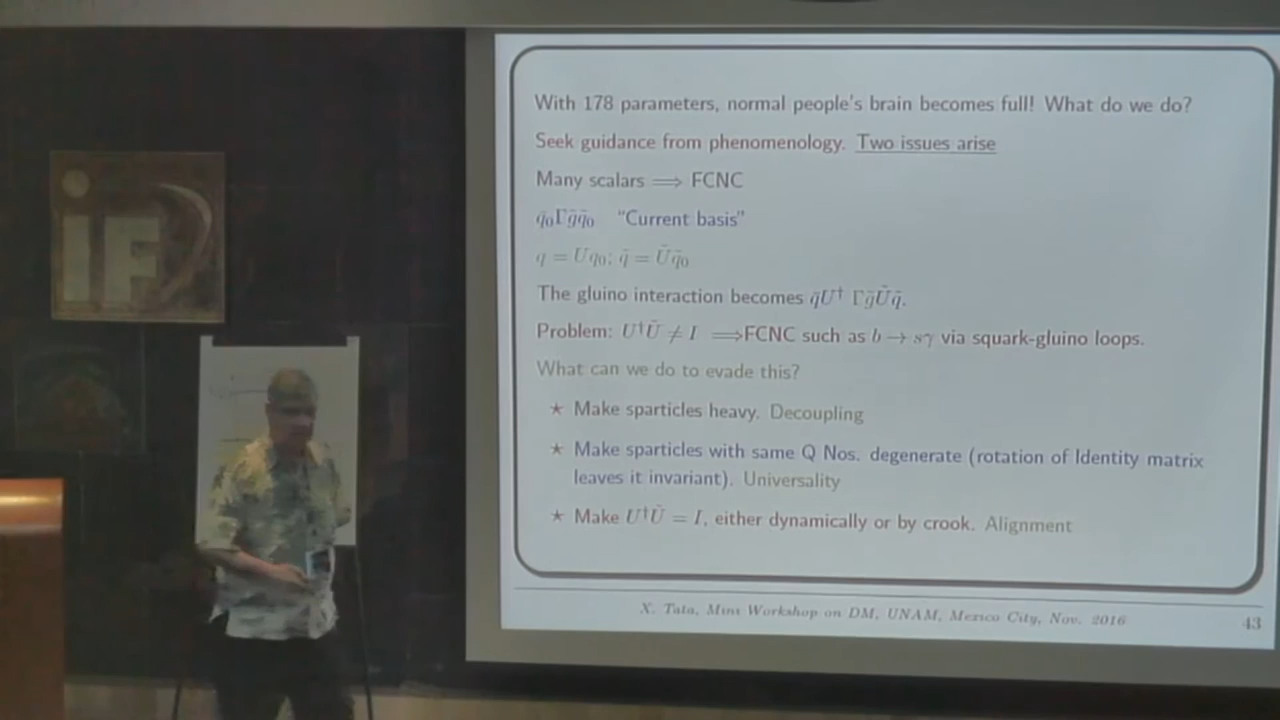 iF
With 178 parameters, normal people's brain becomes full! What do we do?
Seek guidance from phenomenology. Two issues arise
Many scalars ⟹ FCNC
q̄₀Γg̃q̃₀ "Current basis"
q = Uq₀; q̃ = Ũq̃₀
The gluino interaction becomes q̄U† Γg̃Ũq̃.
Problem: U†Ũ ≠ I ⟹FCNC such as b → sγ via squark-gluino loops.
What can we do to evade this?
★ Make sparticles heavy. Decoupling
★ Make sparticles with same Q Nos. degenerate (rotation of Identity matrix
leaves it invariant). Universality
★ Make U†Ũ = I, either dynamically or by crook. Alignment
X. Tata, Mini Workshop on DM, UNAM, Mexico City, Nov. 2016
43